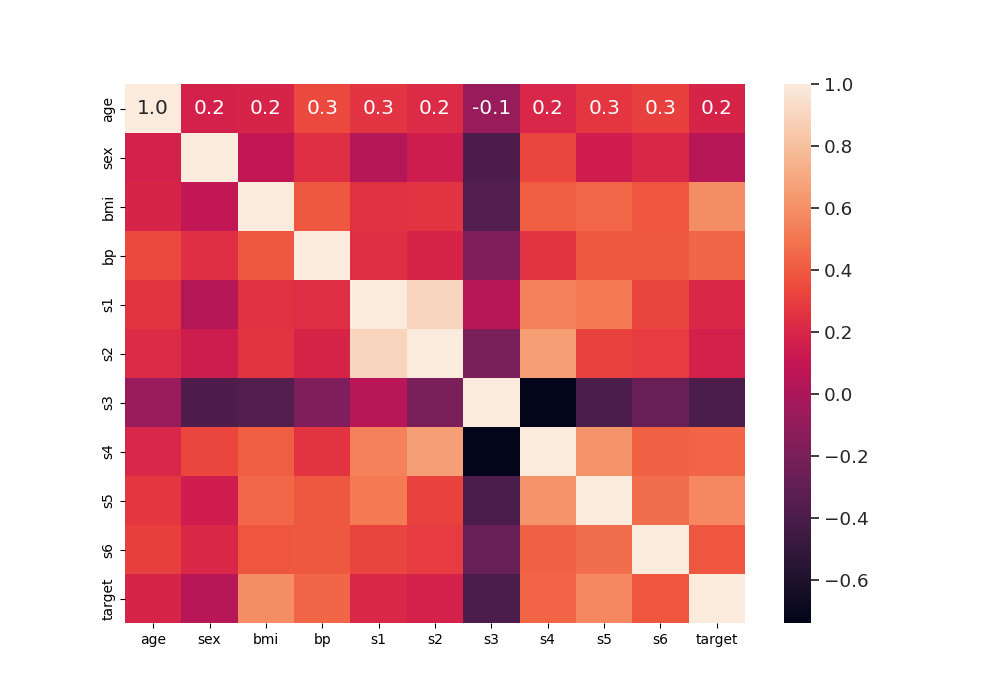 age 1.0 0.2 0.2 0.3 0.3 0.2 -0.1 0.2 0.3 0.3 0.2
sex
bmi
bp
s1
s2
s3
s4
s5
s6
target
age sex bmi bp s1 s2 s3 s4 s5 s6 target
1.0
0.8
0.6
0.4
0.2
0.0
−0.2
−0.4
−0.6